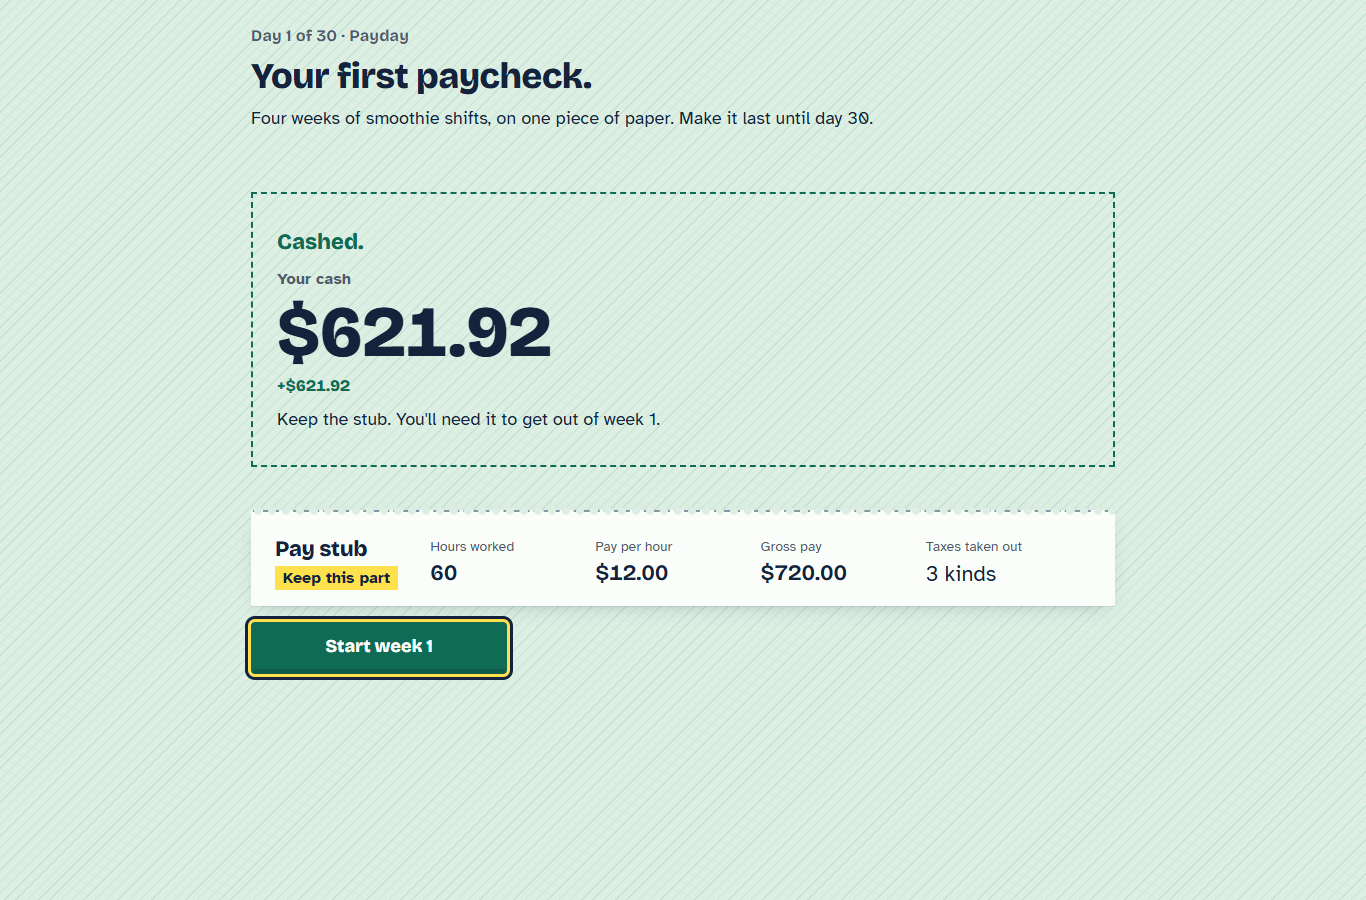 Day 1 of 30 · Payday
Your first paycheck.
Four weeks of smoothie shifts, on one piece of paper. Make it last until day 30.
Cashed.
Your cash
$621.92
+$621.92
Keep the stub. You'll need it to get out of week 1.
Pay stub
Keep this part
Hours worked
60
Pay per hour
$12.00
Gross pay
$720.00
Taxes taken out
3 kinds
Start week 1